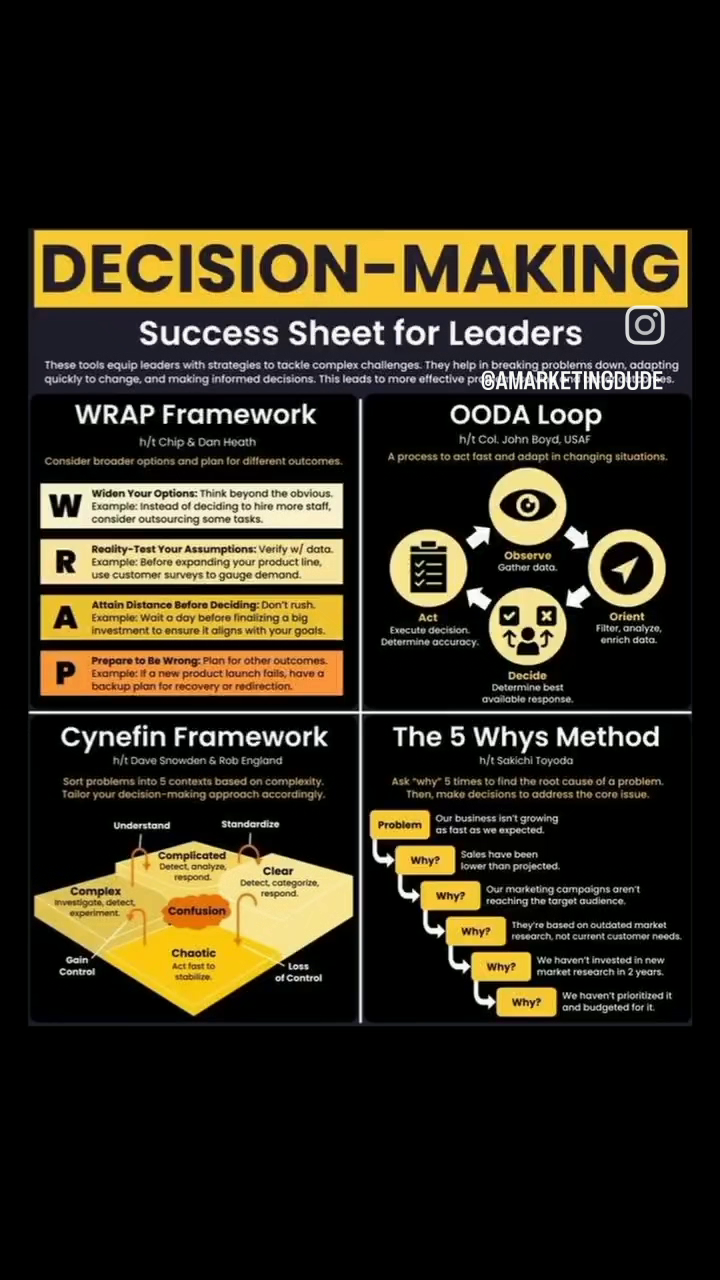 DECISION-MAKING
Success Sheet for Leaders
These tools equip leaders with strategies to tackle complex challenges. They help in breaking problems down, adapting
quickly to change, and making informed decisions. This leads to more effective
@AMARKETINGDUDE
WRAP Framework
h/t Chip & Dan Heath
Consider broader options and plan for different outcomes.
W
Widen Your Options: Think beyond the obvious.
Example: Instead of deciding to hire more staff,
consider outsourcing some tasks.
R
Reality-Test Your Assumptions: Verify w/ data.
Example: Before expanding your product line,
use customer surveys to gauge demand.
A
Attain Distance Before Deciding: Don't rush.
Example: Wait a day before finalizing a big
investment to ensure it aligns with your goals.
P
Prepare to Be Wrong: Plan for other outcomes.
Example: If a new product launch fails, have a
backup plan for recovery or redirection.
OODA Loop
h/t Col. John Boyd, USAF
A process to act fast and adapt in changing situations.
Observe
Gather data.
Orient
Filter, analyze,
enrich data.
Decide
Determine best
available response.
Act
Execute decision.
Determine accuracy.
Cynefin Framework
h/t Dave Snowden & Rob England
Sort problems into 5 contexts based on complexity.
Tailor your decision-making approach accordingly.
Understand
Standardize
Complicated
Detect, analyze,
respond.
Clear
Detect, categorize,
respond.
Complex
Investigate, detect,
experiment.
Confusion
Chaotic
Act fast to
stabilize.
Gain
Control
Loss
of Control
The 5 Whys Method
h/t Sakichi Toyoda
Ask "why" 5 times to find the root cause of a problem.
Then, make decisions to address the core issue.
Problem
Our business isn't growing
as fast as we expected.
Why?
Sales have been
lower than projected.
Why?
Our marketing campaigns aren't
reaching the target audience.
Why?
They're based on outdated market
research, not current customer needs.
Why?
We haven't invested in new
market research in 2 years.
Why?
We haven't prioritized it
and budgeted for it.